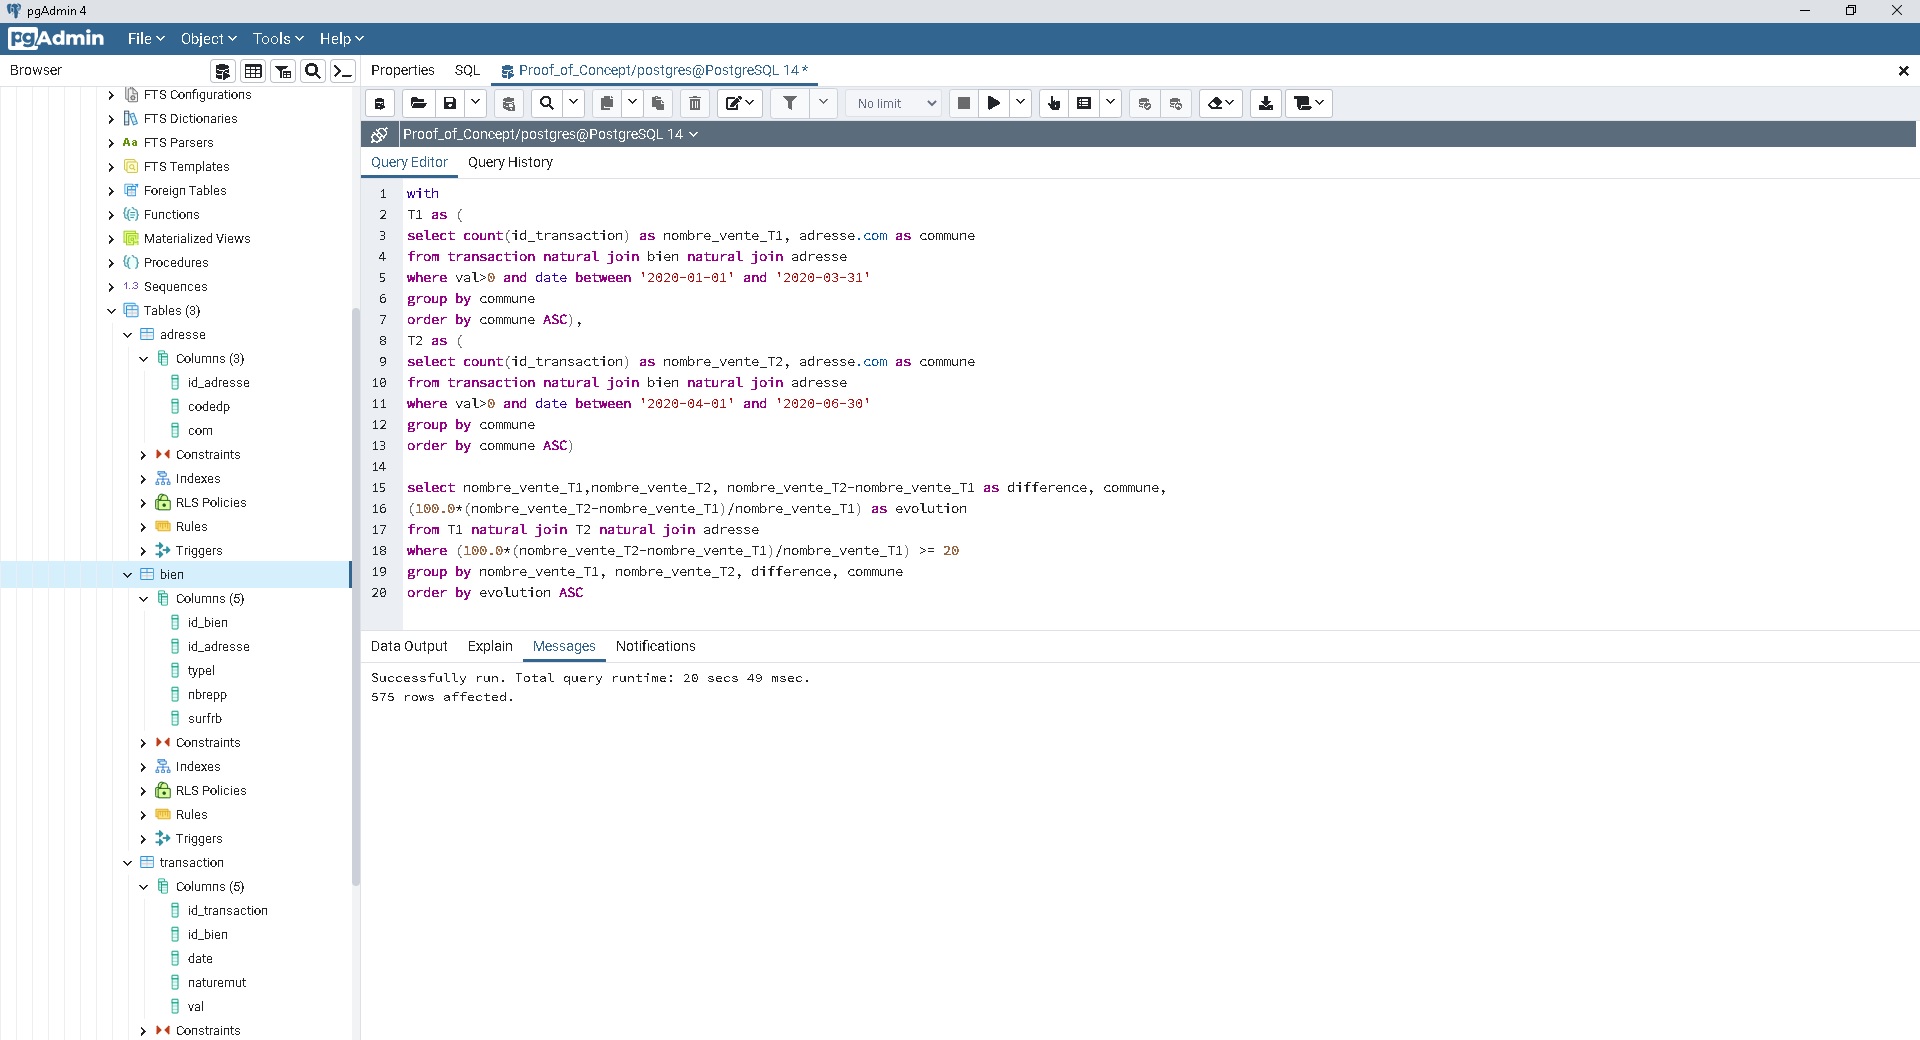 pgAdmin 4
pgAdmin File Object Tools Help
Browser
Properties SQL Proof_of_Concept/postgres@PostgreSQL 14 *
No limit
Proof_of_Concept/postgres@PostgreSQL 14
Query Editor Query History
FTS Configurations
FTS Dictionaries
Aa FTS Parsers
FTS Templates
Foreign Tables
Functions
Materialized Views
Procedures
1..3 Sequences
Tables (3)
adresse
Columns (3)
id_adresse
codedp
com
Constraints
Indexes
RLS Policies
Rules
Triggers
bien
Columns (5)
id_bien
id_adresse
typel
nbrepp
surfrb
Constraints
Indexes
RLS Policies
Rules
Triggers
transaction
Columns (5)
id_transaction
id_bien
date
naturemut
val
Constraints
1 with
2 T1 as (
3 select count(id_transaction) as nombre_vente_T1, adresse.com as commune
4 from transaction natural join bien natural join adresse
5 where val>0 and date between '2020-01-01' and '2020-03-31'
6 group by commune
7 order by commune ASC),
8 T2 as (
9 select count(id_transaction) as nombre_vente_T2, adresse.com as commune
10 from transaction natural join bien natural join adresse
11 where val>0 and date between '2020-04-01' and '2020-06-30'
12 group by commune
13 order by commune ASC)
14
15 select nombre_vente_T1,nombre_vente_T2, nombre_vente_T2-nombre_vente_T1 as difference, commune,
16 (100.0*(nombre_vente_T2-nombre_vente_T1)/nombre_vente_T1) as evolution
17 from T1 natural join T2 natural join adresse
18 where (100.0*(nombre_vente_T2-nombre_vente_T1)/nombre_vente_T1) >= 20
19 group by nombre_vente_T1, nombre_vente_T2, difference, commune
20 order by evolution ASC
Data Output Explain Messages Notifications
Successfully run. Total query runtime: 20 secs 49 msec.
575 rows affected.